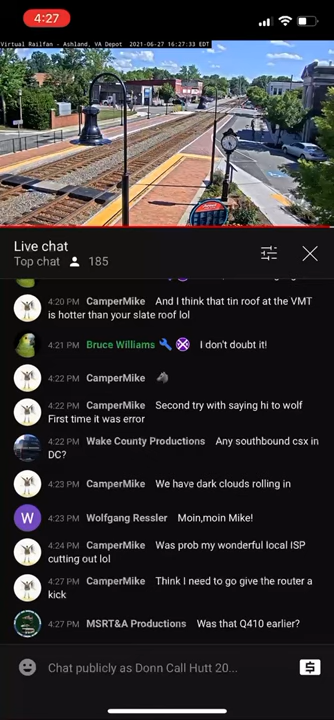 4:27
Virtual Railfan - Ashland, VA Depot 2021-06-27 16:27:33 EDT
Live chat
Top chat 185
4:20 PM CamperMike And I think that tin roof at the VMT
is hotter than your slate roof lol
4:21 PM Bruce Williams I don't doubt it!
4:22 PM CamperMike 🐺
4:22 PM CamperMike Second try with saying hi to wolf
First time it was error
4:22 PM Wake County Productions Any southbound csx in
DC?
4:23 PM CamperMike We have dark clouds rolling in
W
4:23 PM Wolfgang Ressler Moin,moin Mike!
4:24 PM CamperMike Was prob my wonderful local ISP
cutting out lol
4:27 PM CamperMike Think I need to go give the router a
kick
4:27 PM MSRT&A Productions Was that Q410 earlier?
Chat publicly as Donn Call Hutt 20...